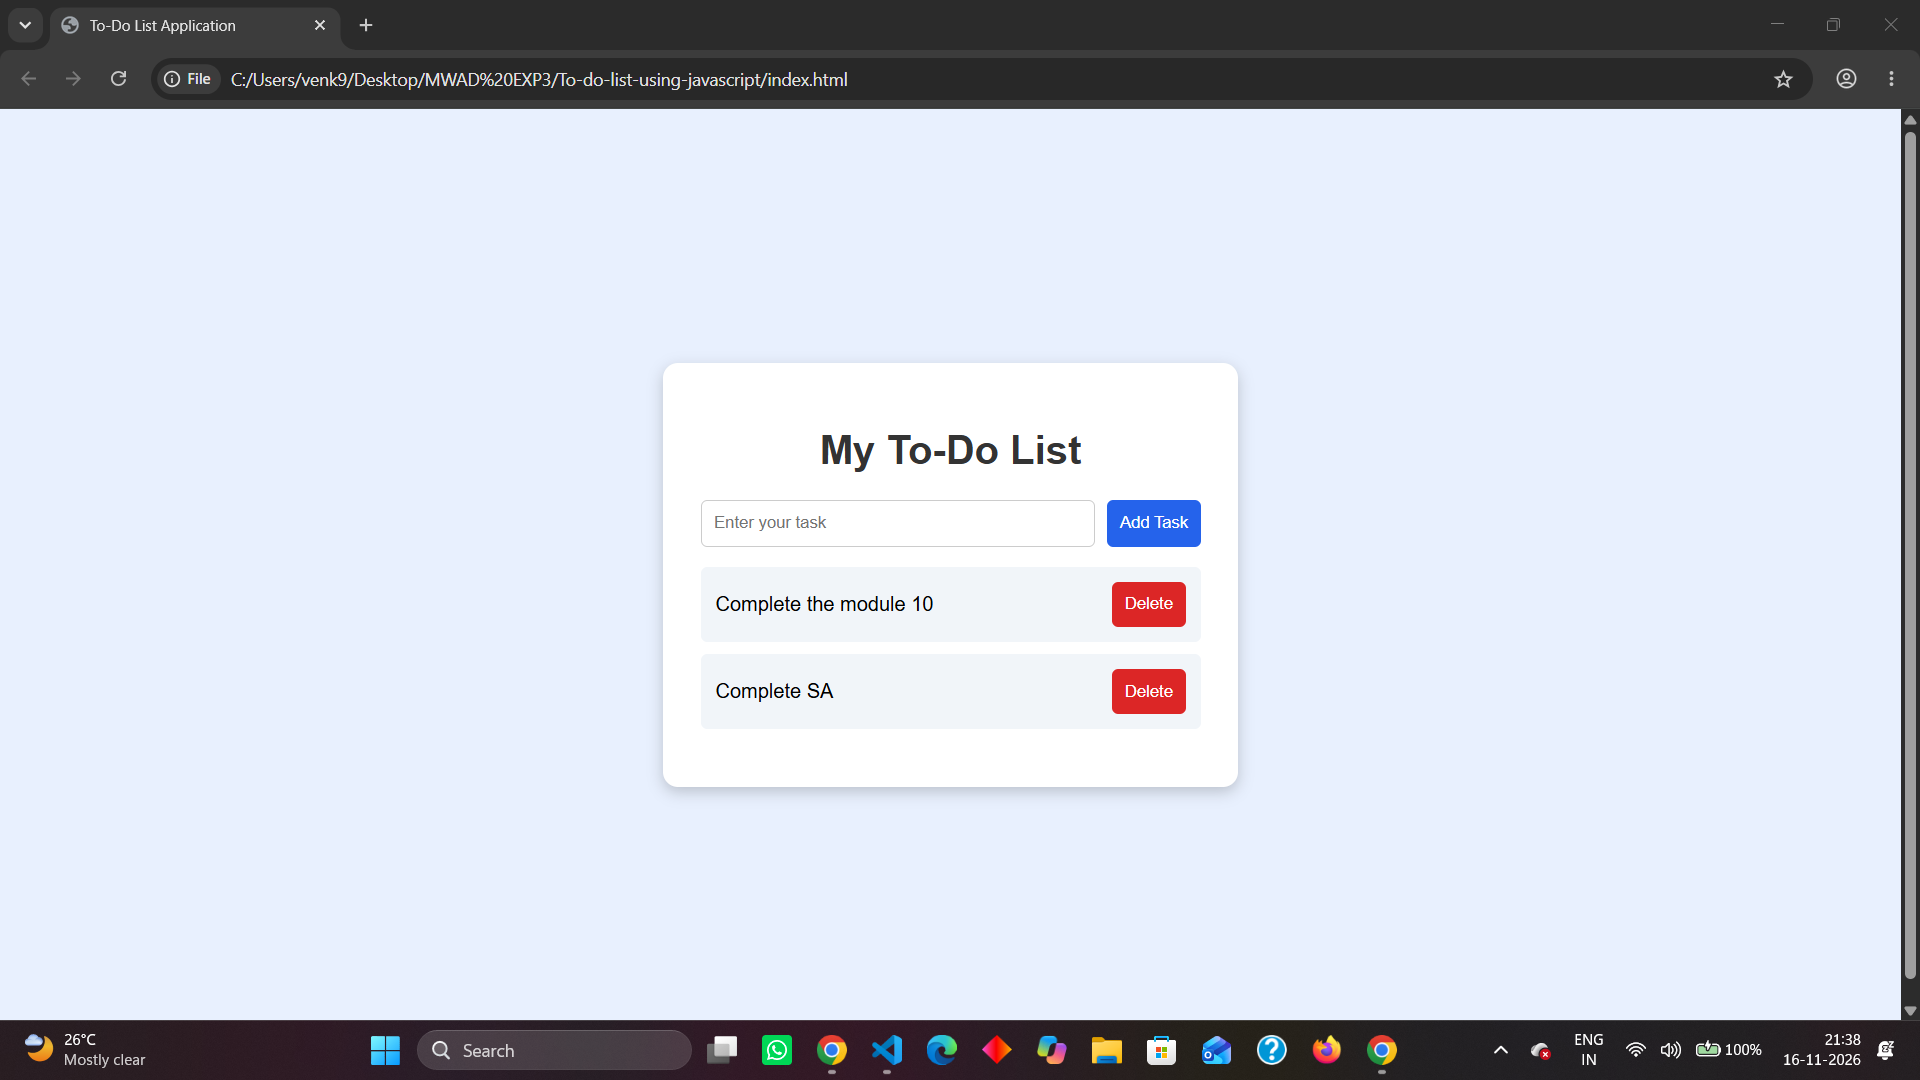 To-Do List Application
File
C:/Users/venk9/Desktop/MWAD%20EXP3/To-do-list-using-javascript/index.html
My To-Do List
Enter your task
Add Task
Complete the module 10
Delete
Complete SA
Delete
26°C
Mostly clear
Search
ENG
IN
100%
21:38
16-11-2026